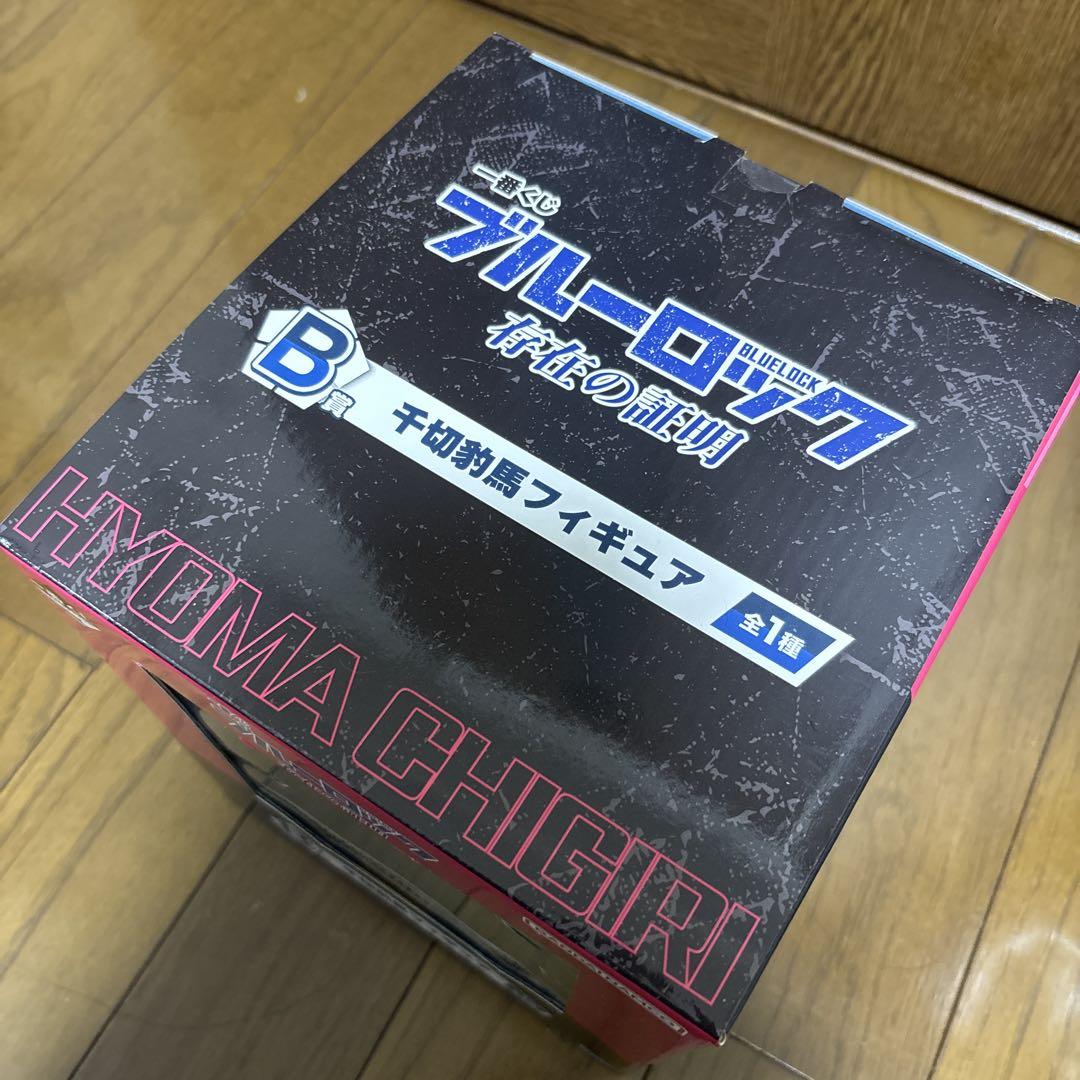 一番くじ
ブルーロック
BLUELOCK
存在の証明
B賞
千切豹馬フィギュア
全1種
HYOMA CHIGIRI